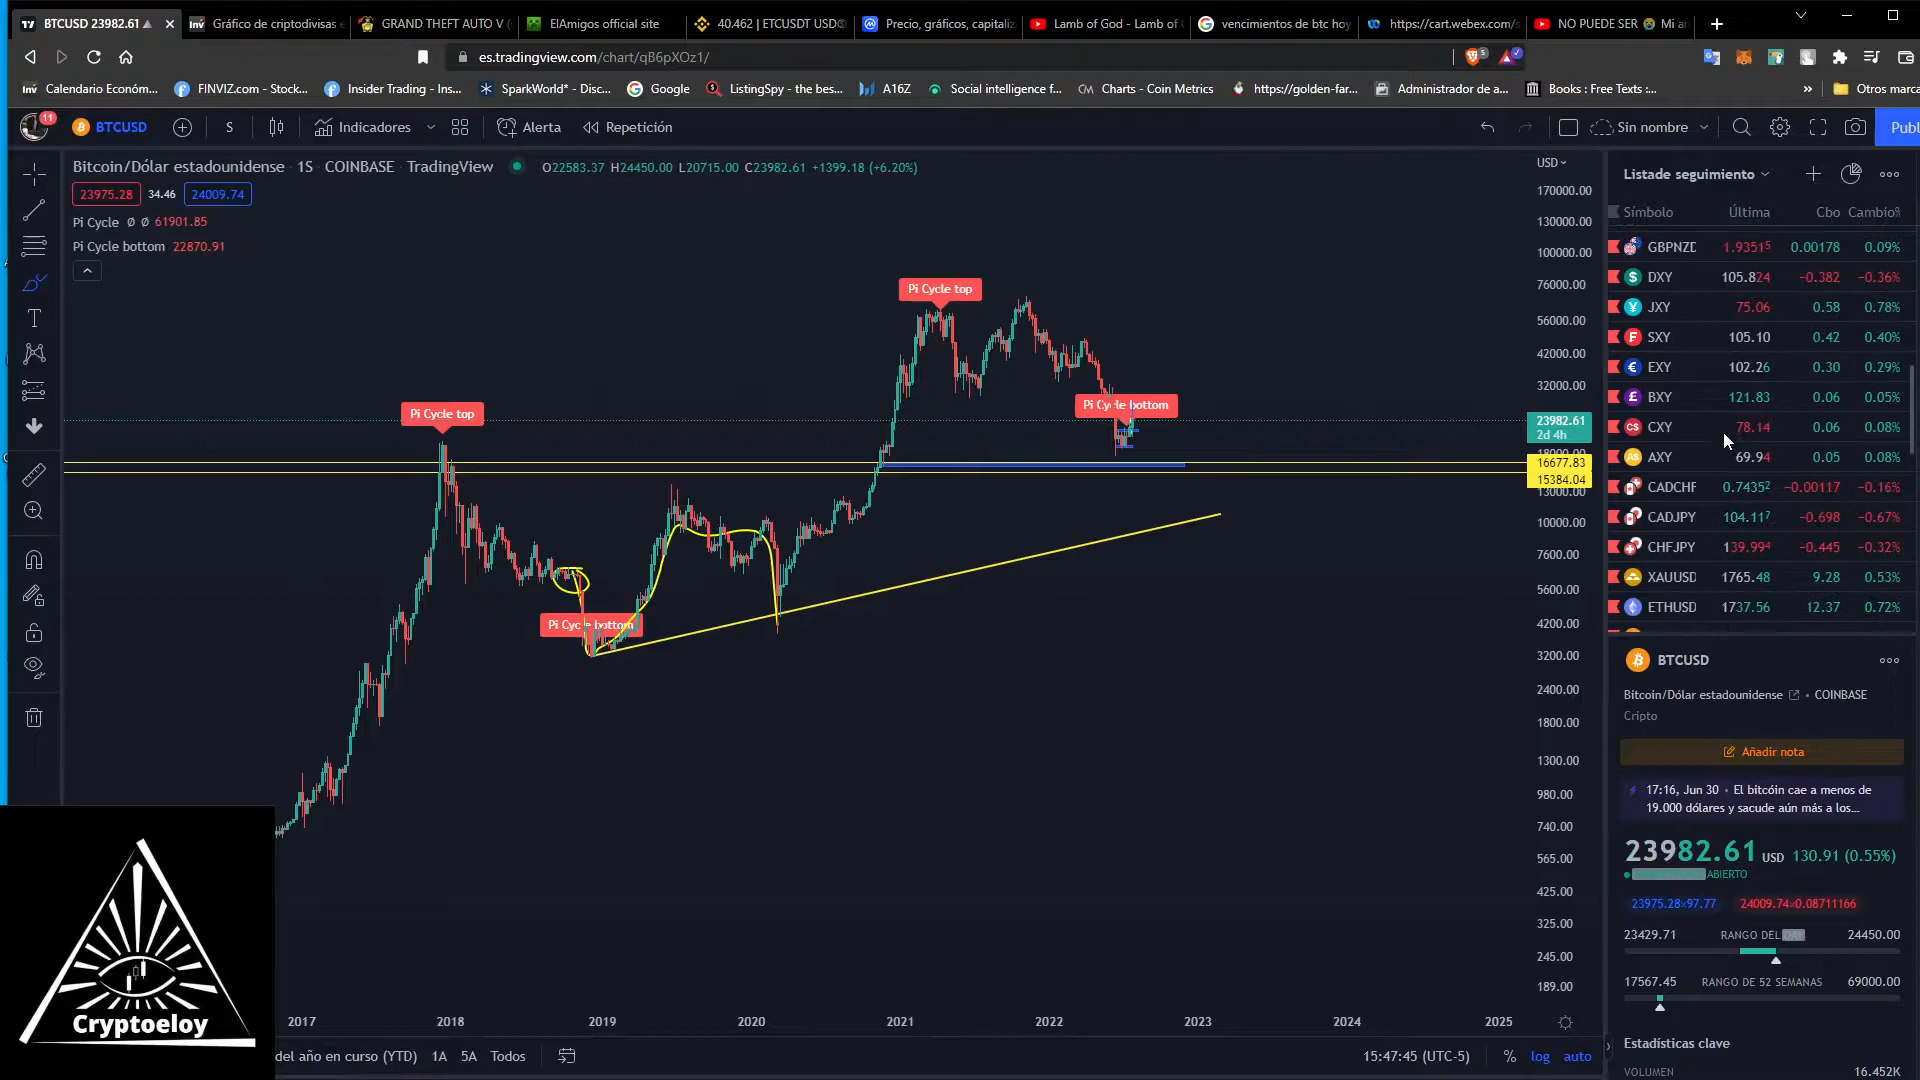 BTCUSD 23982.61
Gráfico de criptodivisas
GRAND THEFT AUTO V (
ElAmigos official site
40.462 | ETCUSDT USD
Precio, gráficos, capitaliz
Lamb of God - Lamb of
vencimientos de btc hoy
https://cart.webex.com/
NO PUEDE SER
es.tradingview.com/chart/qB6pXOz1/
Calendario Económ...
FINVIZ.com - Stock...
Insider Trading - Ins...
SparkWorld* - Disc...
Google
ListingSpy - the bes...
A16Z
Social intelligence f...
Charts - Coin Metrics
https://golden-far...
Administrador de a...
Books : Free Texts :...
»
Otros marca
11
BTCUSD
S
Indicadores
Alerta
Repetición
Sin nombre
Publ
Bitcoin/Dólar estadounidense · 1S · COINBASE · TradingView
O22583.37 H24450.00 L20715.00 C23982.61 +1399.18 (+6.20%)
23975.28 34.46 24009.74
Pi Cycle Ø Ø 61901.85
Pi Cycle bottom 22870.91
Pi Cycle top
Pi Cycle bottom
Pi Cycle top
Pi Cycle bottom
USD
170000.00
130000.00
100000.00
76000.00
56000.00
42000.00
32000.00
23982.61
2d 4h
16677.83
15384.04
13000.00
10000.00
7600.00
5600.00
4200.00
3200.00
2400.00
1800.00
1300.00
980.00
740.00
565.00
425.00
325.00
245.00
189.00
2017 2018 2019 2020 2021 2022 2023 2024 2025
del año en curso (YTD) 1A 5A Todos
15:47:45 (UTC-5) % log auto
Cryptoeloy
Listade seguimiento
Símbolo Última Cbo Cambio%
GBPNZD 1.93515 0.00178 0.09%
DXY 105.824 −0.382 −0.36%
JXY 75.06 0.58 0.78%
SXY 105.10 0.42 0.40%
EXY 102.26 0.30 0.29%
BXY 121.83 0.06 0.05%
CXY 78.14 0.06 0.08%
AXY 69.94 0.05 0.08%
CADCHF 0.74352 −0.00117 −0.16%
CADJPY 104.117 −0.698 −0.67%
CHFJPY 139.994 −0.445 −0.32%
XAUUSD 1765.48 9.28 0.53%
ETHUSD 1737.56 12.37 0.72%
BTCUSD
Bitcoin/Dólar estadounidense · COINBASE
Cripto
Añadir nota
17:16, Jun 30 • El bitcóin cae a menos de
19.000 dólares y sacude aún más a los...
23982.61 USD 130.91 (0.55%)
ABIERTO
23975.28×97.77 24009.74×0.08711166
23429.71 RANGO DEL DAY 24450.00
17567.45 RANGO DE 52 SEMANAS 69000.00
Estadísticas clave
VOLUMEN 16.452K